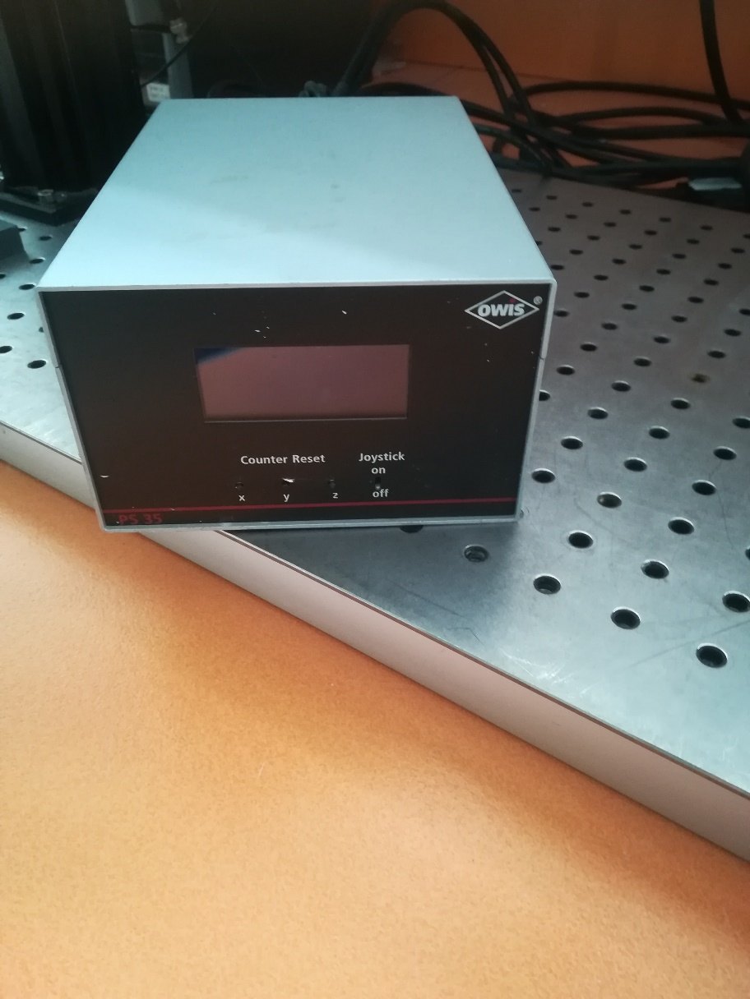 OWIS ®
Counter Reset
Joystick
on
x y z off
PS 35